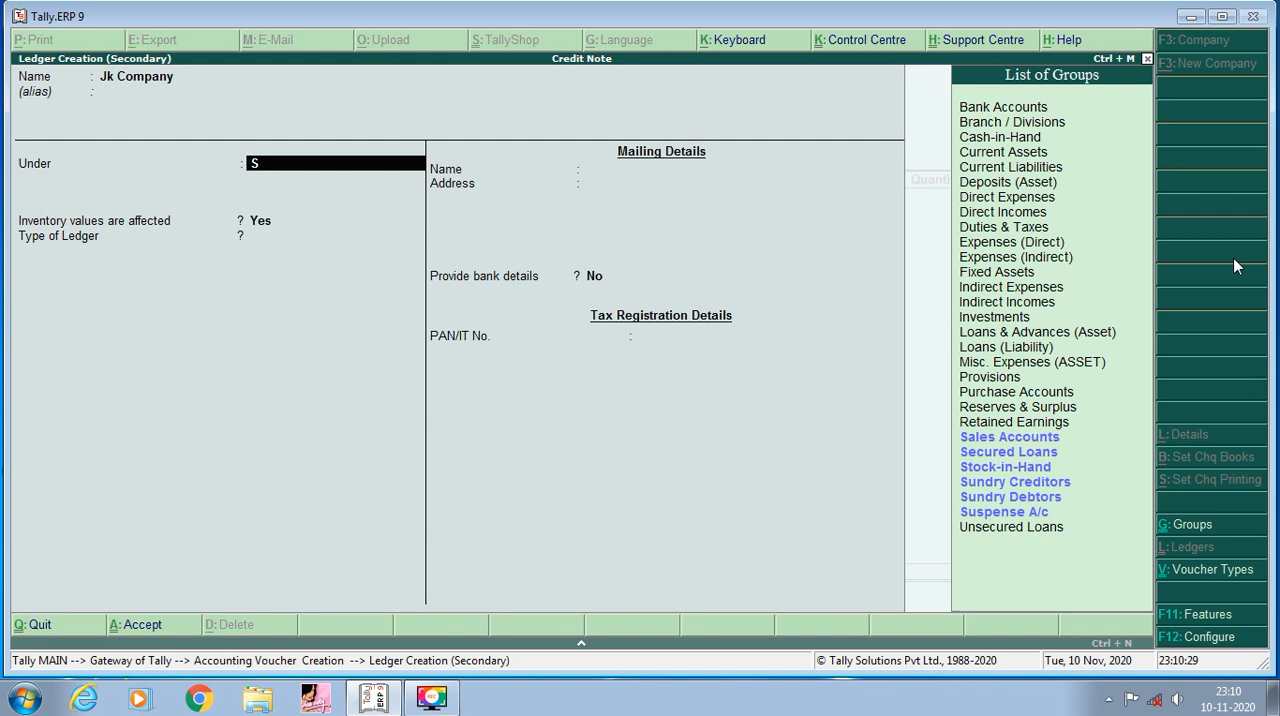 Tally.ERP 9
P: Print
E: Export
M: E-Mail
O: Upload
S: TallyShop
G: Language
K: Keyboard
K: Control Centre
H: Support Centre
H: Help
F3: Company
F3: New Company
Ledger Creation (Secondary)
Credit Note
Ctrl + M
Name : Jk Company
(alias) :
Under : S
Inventory values are affected ? Yes
Type of Ledger ?
Mailing Details
Name :
Address :
Provide bank details ? No
Tax Registration Details
PAN/IT No. :
Quanti
List of Groups
Bank Accounts
Branch / Divisions
Cash-in-Hand
Current Assets
Current Liabilities
Deposits (Asset)
Direct Expenses
Direct Incomes
Duties & Taxes
Expenses (Direct)
Expenses (Indirect)
Fixed Assets
Indirect Expenses
Indirect Incomes
Investments
Loans & Advances (Asset)
Loans (Liability)
Misc. Expenses (ASSET)
Provisions
Purchase Accounts
Reserves & Surplus
Retained Earnings
Sales Accounts
Secured Loans
Stock-in-Hand
Sundry Creditors
Sundry Debtors
Suspense A/c
Unsecured Loans
L: Details
B: Set Chq Books
S: Set Chq Printing
G: Groups
L: Ledgers
V: Voucher Types
F11: Features
F12: Configure
Q: Quit
A: Accept
D: Delete
Ctrl + N
Tally MAIN --> Gateway of Tally --> Accounting Voucher Creation --> Ledger Creation (Secondary)
© Tally Solutions Pvt Ltd., 1988-2020
Tue, 10 Nov, 2020
23:10:29
23:10
10-11-2020